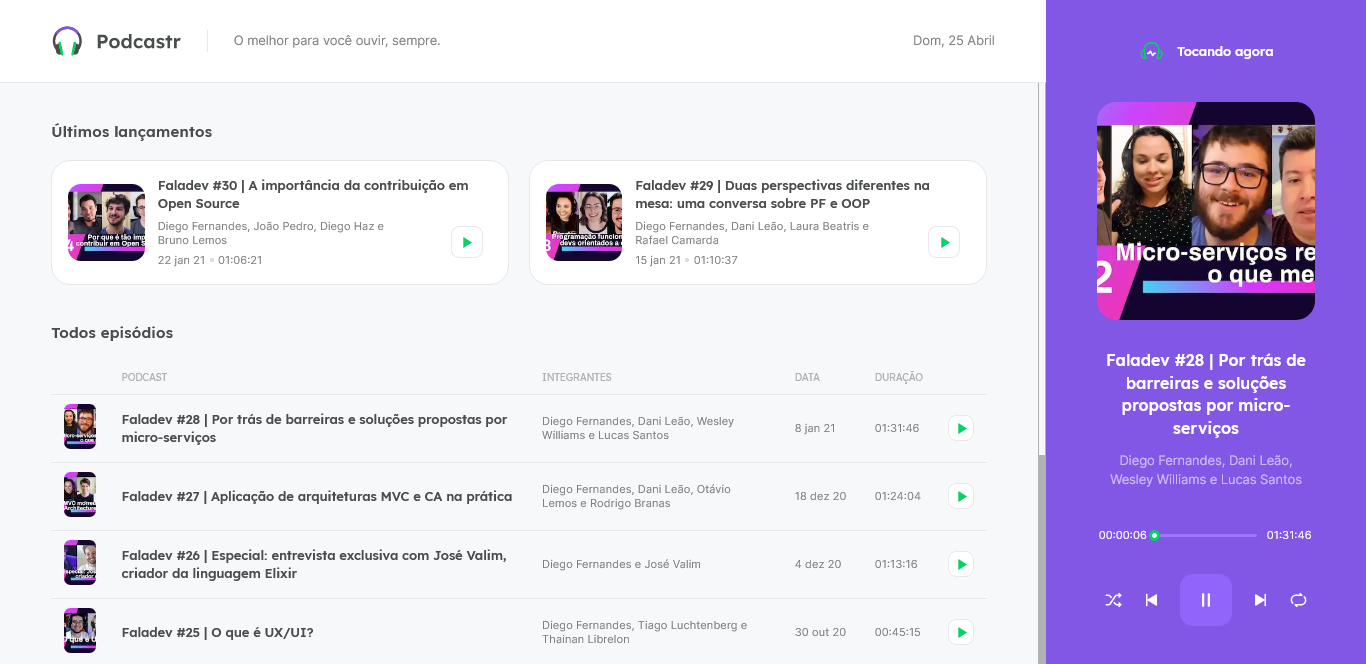 Podcastr
O melhor para você ouvir, sempre.
Dom, 25 Abril
Últimos lançamentos
Faladev #30 | A importância da contribuição em
Open Source
Diego Fernandes, João Pedro, Diego Haz e
Bruno Lemos
22 jan 21 • 01:06:21
Faladev #29 | Duas perspectivas diferentes na
mesa: uma conversa sobre PF e OOP
Diego Fernandes, Dani Leão, Laura Beatris e
Rafael Camarda
15 jan 21 • 01:10:37
Todos episódios
PODCAST INTEGRANTES DATA DURAÇÃO
Faladev #28 | Por trás de barreiras e soluções propostas por
micro-serviços
Diego Fernandes, Dani Leão, Wesley
Williams e Lucas Santos
8 jan 21
01:31:46
Faladev #27 | Aplicação de arquiteturas MVC e CA na prática
Diego Fernandes, Dani Leão, Otávio
Lemos e Rodrigo Branas
18 dez 20
01:24:04
Faladev #26 | Especial: entrevista exclusiva com José Valim,
criador da linguagem Elixir
Diego Fernandes e José Valim
4 dez 20
01:13:16
Faladev #25 | O que é UX/UI?
Diego Fernandes, Tiago Luchtenberg e
Thainan Librelon
30 out 20
00:45:15
Tocando agora
Micro-serviços re
2
o que me
Faladev #28 | Por trás de
barreiras e soluções
propostas por micro-
serviços
Diego Fernandes, Dani Leão,
Wesley Williams e Lucas Santos
00:00:06
01:31:46